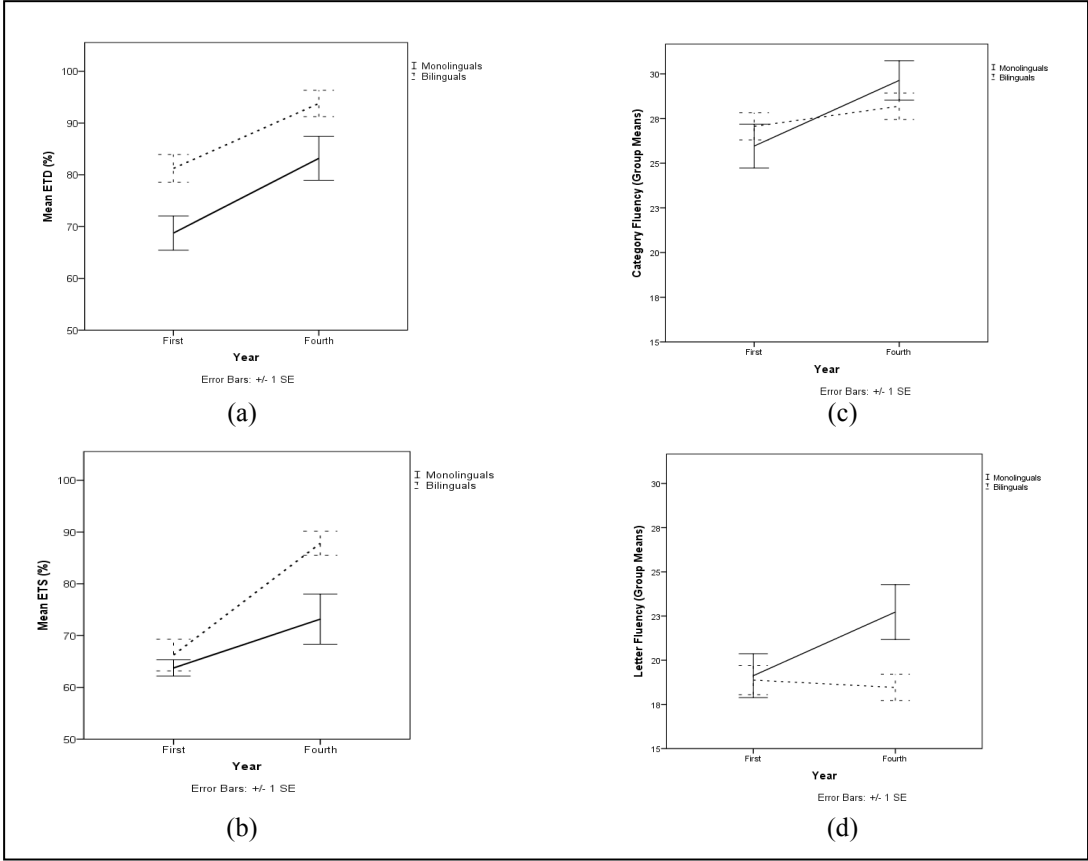 100
90
80
70
60
50
Mean ETD (%)
First
Fourth
Year
Error Bars: +/- 1 SE
Monolinguals
Bilinguals
(a)
30
28
25
23
20
18
15
Category Fluency (Group Means)
First
Fourth
Year
Error Bars: +/- 1 SE
Monolinguals
Bilinguals
(c)
100
90
80
70
60
50
Mean ETS (%)
First
Fourth
Year
Error Bars: +/- 1 SE
Monolinguals
Bilinguals
(b)
30
28
25
23
20
18
15
Letter Fluency (Group Means)
First
Fourth
Year
Error Bars: +/- 1 SE
Monolinguals
Bilinguals
(d)